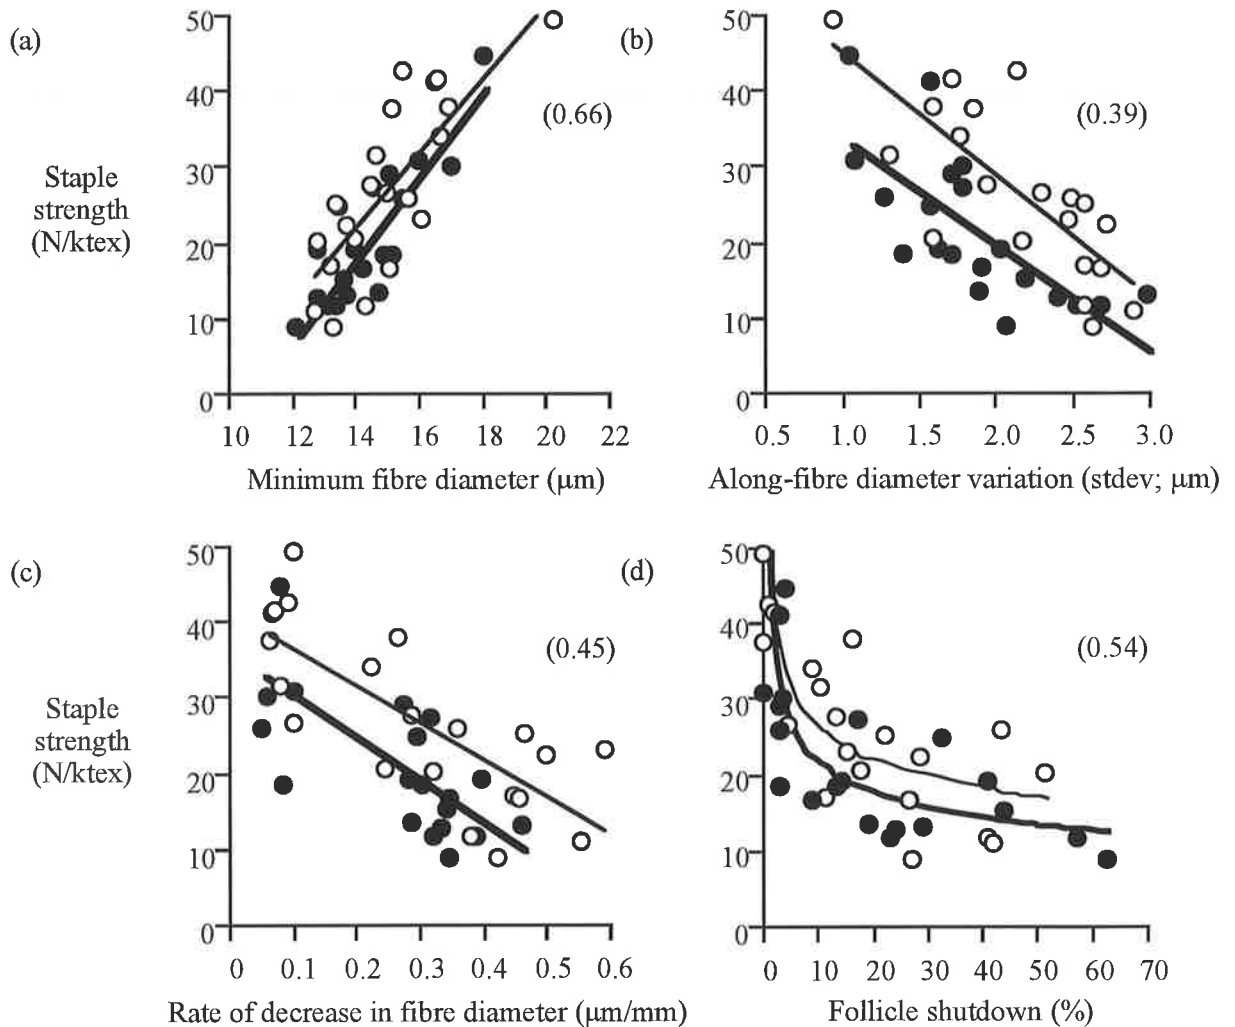 (a)
50
40
30
20
10
0
(0.66)
Staple
strength
(N/ktex)
10 12 14 16 18 20 22
Minimum fibre diameter (μm)
(b)
50
40
30
20
10
0
(0.39)
0.5 1.0 1.5 2.0 2.5 3.0
Along-fibre diameter variation (stdev; μm)
(c)
50
40
30
20
10
0
(0.45)
Staple
strength
(N/ktex)
0 0.1 0.2 0.3 0.4 0.5 0.6
Rate of decrease in fibre diameter (μm/mm)
(d)
50
40
30
20
10
0
(0.54)
0 10 20 30 40 50 60 70
Follicle shutdown (%)